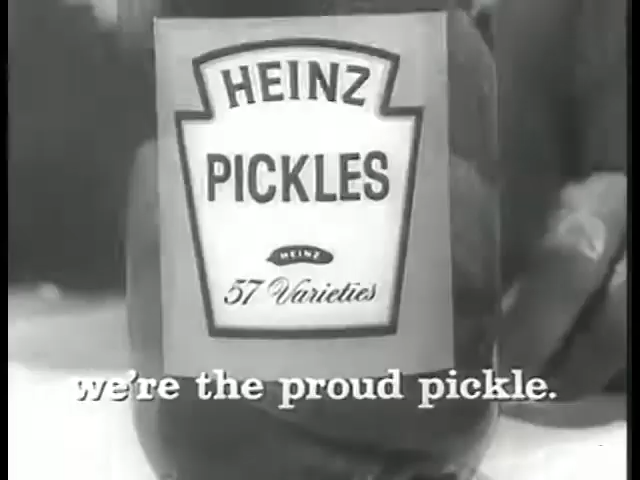 HEINZ
PICKLES
HEINZ
57 Varieties
we're the proud pickle.